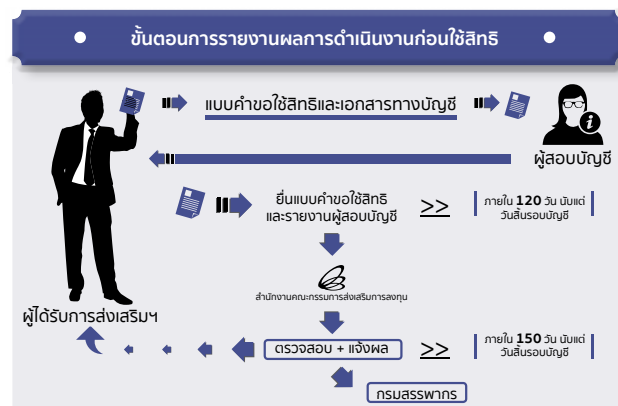 ขั้นตอนการรายงานผลการดำเนินงานก่อนใช้สิทธิ
แบบคำขอใช้สิทธิและเอกสารทางบัญชี
ผู้สอบบัญชี
ยื่นแบบคำขอใช้สิทธิ
และรายงานผู้สอบบัญชี
>>
ภายใน 120 วัน นับแต่
วันสิ้นรอบบัญชี
สำนักงานคณะกรรมการส่งเสริมการลงทุน
ผู้ได้รับการส่งเสริมฯ
ตรวจสอบ + แจ้งผล
>>
ภายใน 150 วัน นับแต่
วันสิ้นรอบบัญชี
กรมสรรพากร